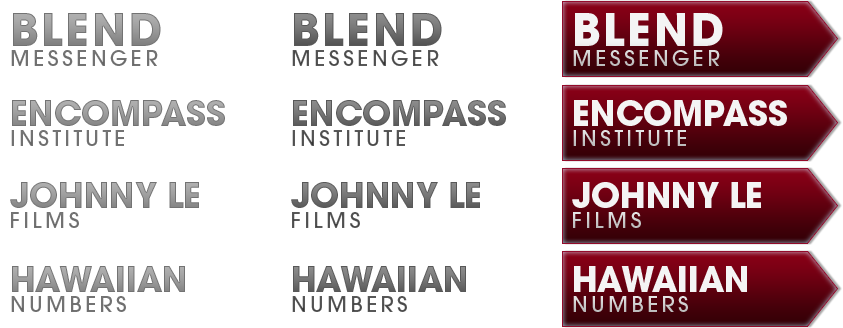 BLEND BLEND BLEND
MESSENGER MESSENGER MESSENGER
ENCOMPASS ENCOMPASS ENCOMPASS
INSTITUTE INSTITUTE INSTITUTE
JOHNNY LE JOHNNY LE JOHNNY LE
FILMS FILMS FILMS
HAWAIIAN HAWAIIAN HAWAIIAN
NUMBERS NUMBERS NUMBERS